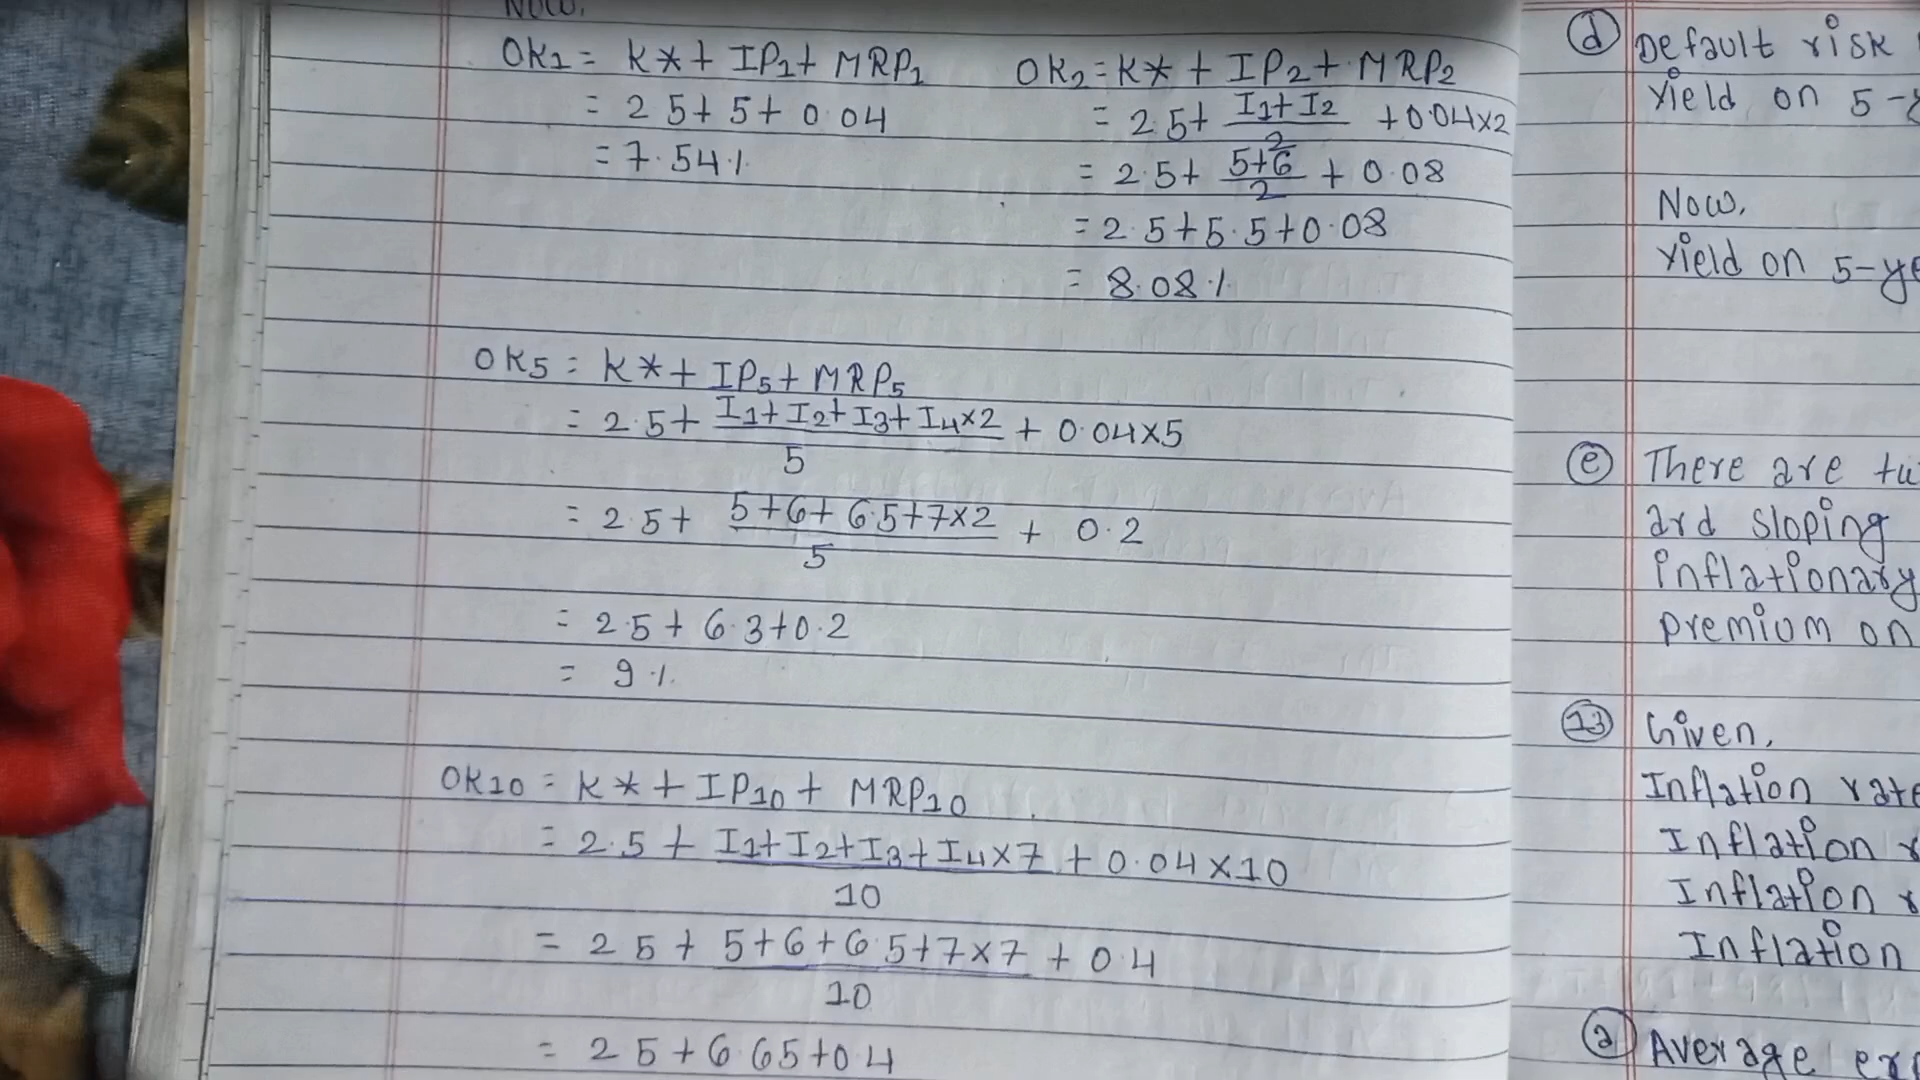 Now,
OK1 = K* + IP1 + MRP1
= 2.5 + 5 + 0.04
= 7.54%
OK2 = K* + IP2 + MRP2
= 2.5 + (I1 + I2)/2 + 0.04×2
= 2.5 + (5+6)/2 + 0.08
= 2.5 + 5.5 + 0.08
= 8.08%
OK5 = K* + IP5 + MRP5
= 2.5 + (I1 + I2 + I3 + I4×2)/5 + 0.04×5
= 2.5 + (5+6+6.5+7×2)/5 + 0.2
= 2.5 + 6.3 + 0.2
= 9%
OK10 = K* + IP10 + MRP10
= 2.5 + (I1 + I2 + I3 + I4×7)/10 + 0.04×10
= 2.5 + (5+6+6.5+7×7)/10 + 0.4
= 2.5 + 6.65 + 0.4
(d) Default risk
Yield on 5-
Now,
Yield on 5-ye
(e) There are
ard sloping
inflationary
premium on
(13) Given,
Inflation rate
Inflation
Inflation
Inflation
(a) Average